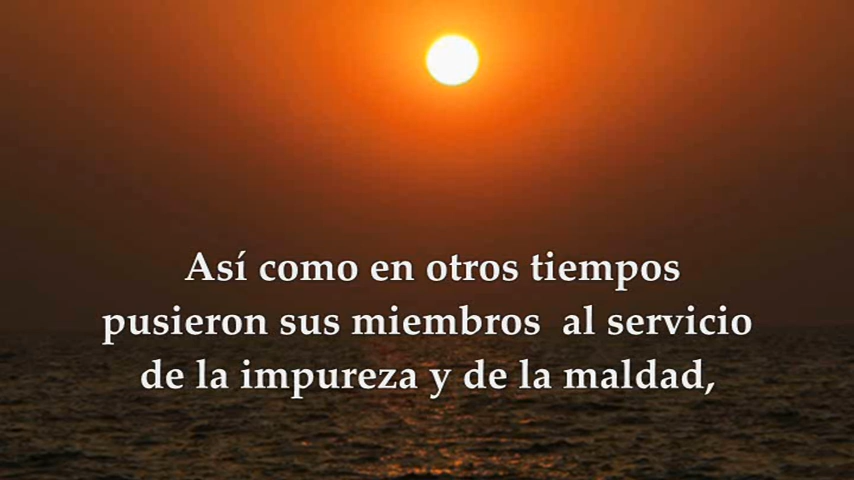 Así como en otros tiempos
pusieron sus miembros al servicio
de la impureza y de la maldad,